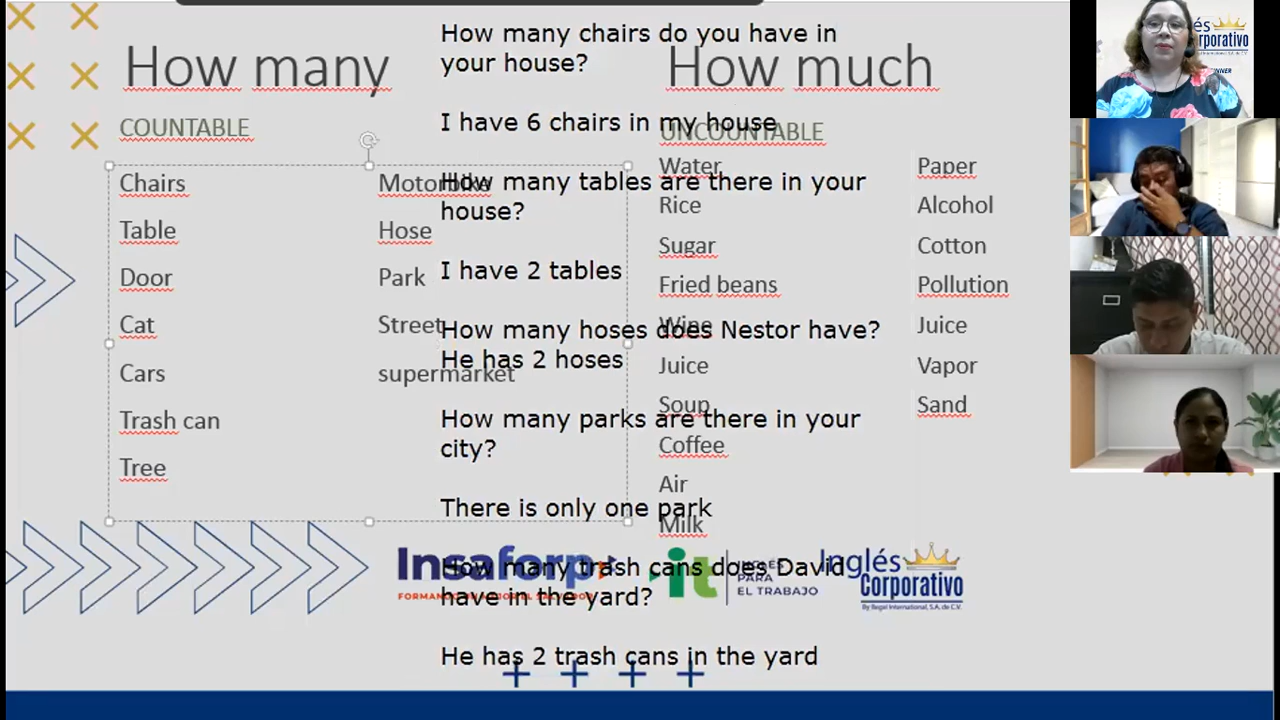 How many
COUNTABLE
Chairs
Table
Door
Cat
Cars
Trash can
Tree
Motorbike
Hose
Park
Street
supermarket
How much
UNCOUNTABLE
Water
Rice
Sugar
Fried beans
Wine
Juice
Soup
Coffee
Air
Milk
Paper
Alcohol
Cotton
Pollution
Juice
Vapor
Sand
How many chairs do you have in
your house?
I have 6 chairs in my house
How many tables are there in your
house?
I have 2 tables
How many hoses does Nestor have?
He has 2 hoses
How many parks are there in your
city?
There is only one park
How many trash cans does David
have in the yard?
He has 2 trash cans in the yard
Insaforp
it
PARA
EL TRABAJO
Inglés
Corporativo
By Begal International, S.A. de C.V.